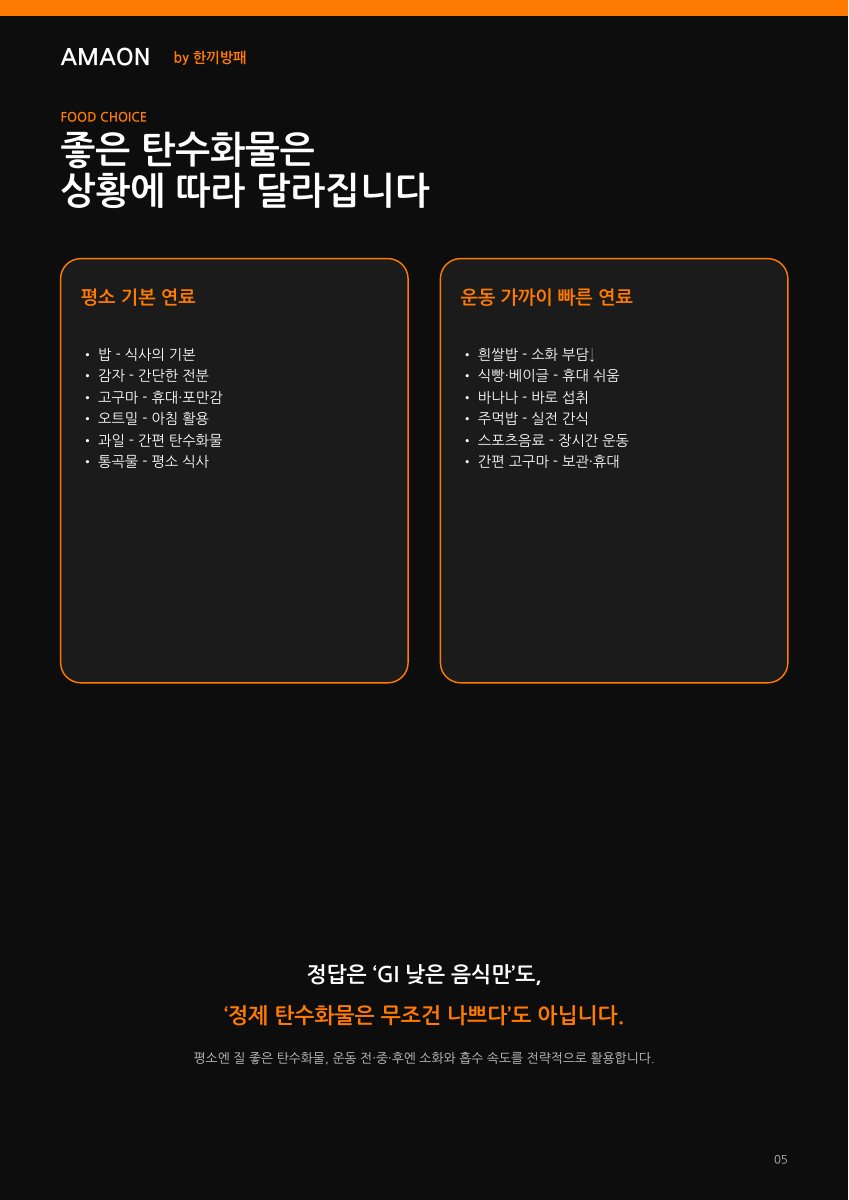 AMAON by 한끼방패
FOOD CHOICE
좋은 탄수화물은
상황에 따라 달라집니다
평소 기본 연료
• 밥 - 식사의 기본
• 감자 - 간단한 전분
• 고구마 - 휴대·포만감
• 오트밀 - 아침 활용
• 과일 - 간편 탄수화물
• 통곡물 - 평소 식사
운동 가까이 빠른 연료
• 흰쌀밥 - 소화 부담↓
• 식빵·베이글 - 휴대 쉬움
• 바나나 - 바로 섭취
• 주먹밥 - 실전 간식
• 스포츠음료 - 장시간 운동
• 간편 고구마 - 보관·휴대
정답은 ‘GI 낮은 음식만’도,
‘정제 탄수화물은 무조건 나쁘다’도 아닙니다.
평소엔 질 좋은 탄수화물, 운동 전·중·후엔 소화와 흡수 속도를 전략적으로 활용합니다.
05